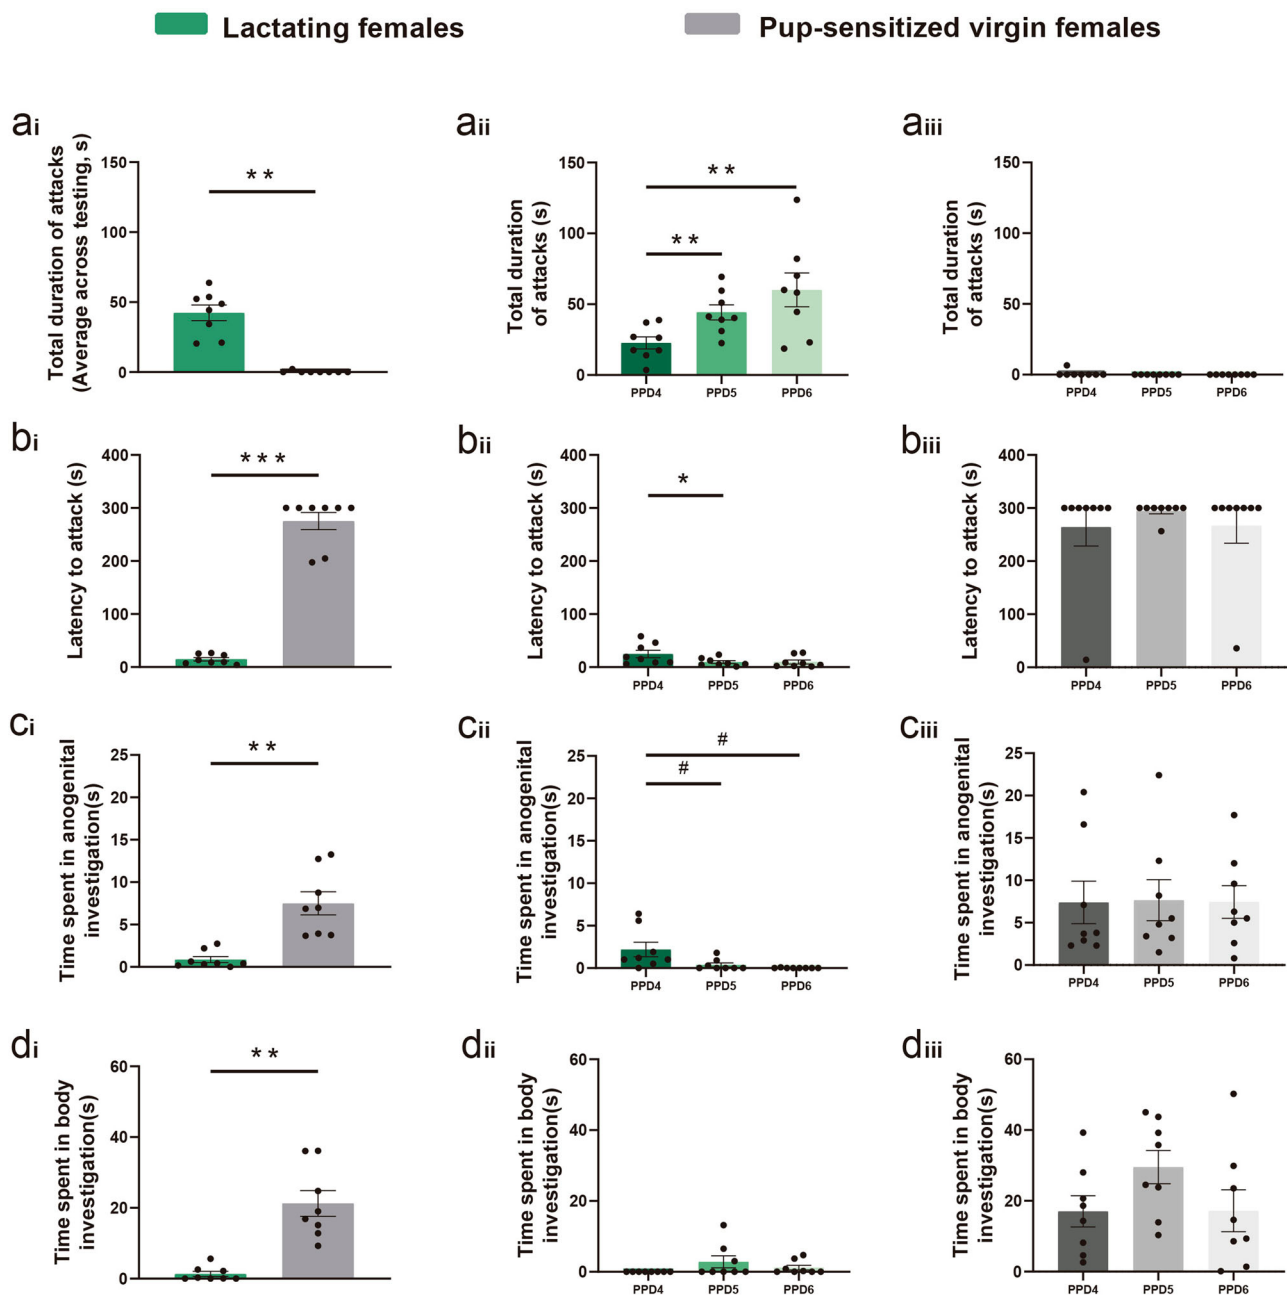 Lactating females
Pup-sensitized virgin females
ai
Total duration of attacks
(Average across testing, s)
150
100
50
0
**
aii
Total duration
of attacks (s)
150
100
50
0
**
**
PPD4
PPD5
PPD6
aiii
Total duration
of attacks (s)
150
100
50
0
PPD4
PPD5
PPD6
bi
Latency to attack (s)
400
300
200
100
0
***
bii
Latency to attack (s)
400
300
200
100
0
*
PPD4
PPD5
PPD6
biii
Latency to attack (s)
400
300
200
100
0
PPD4
PPD5
PPD6
ci
Time spent in anogenital
investigation(s)
25
20
15
10
5
0
**
cii
Time spent in anogenital
investigation(s)
25
20
15
10
5
0
#
#
PPD4
PPD5
PPD6
ciii
Time spent in anogenital
investigation(s)
25
20
15
10
5
0
PPD4
PPD5
PPD6
di
Time spent in body
investigation(s)
60
40
20
0
**
dii
Time spent in body
investigation(s)
60
40
20
0
PPD4
PPD5
PPD6
diii
Time spent in body
investigation(s)
60
40
20
0
PPD4
PPD5
PPD6